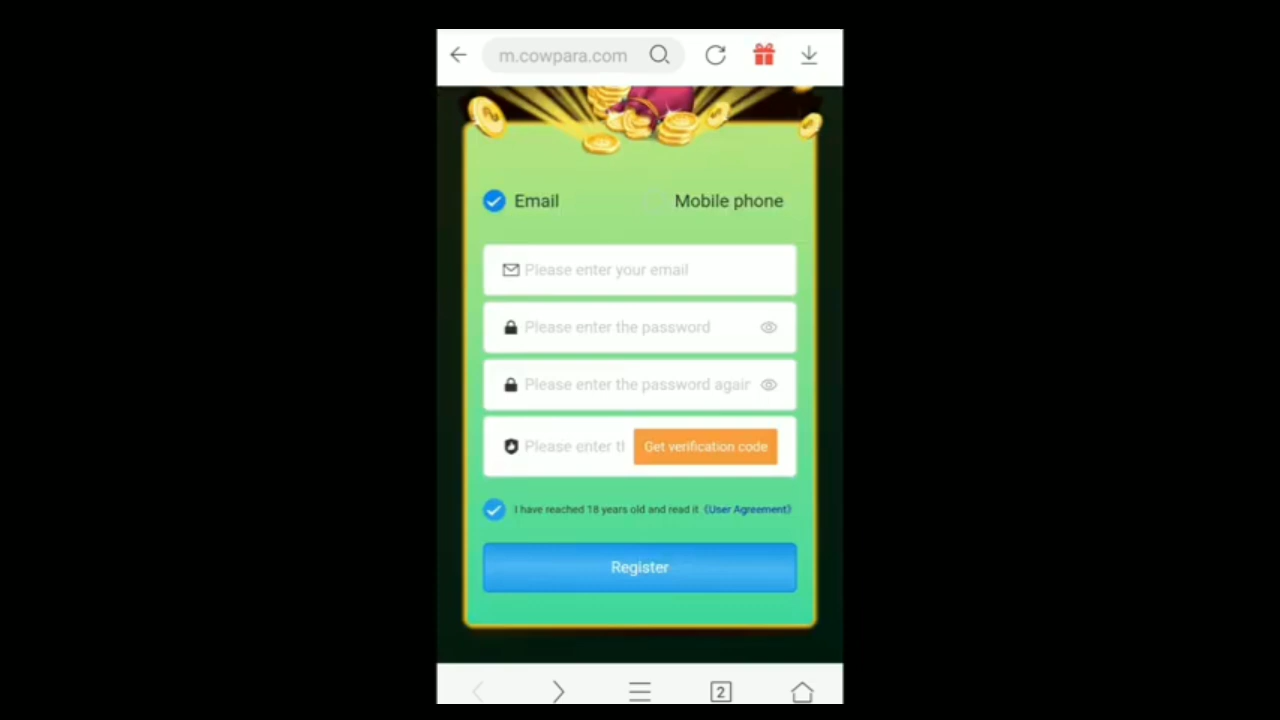 m.cowpara.com
Email
Mobile phone
Please enter your email
Please enter the password
Please enter the password again
Please enter th
Get verification code
I have reached 18 years old and read it 《User Agreement》
Register
2